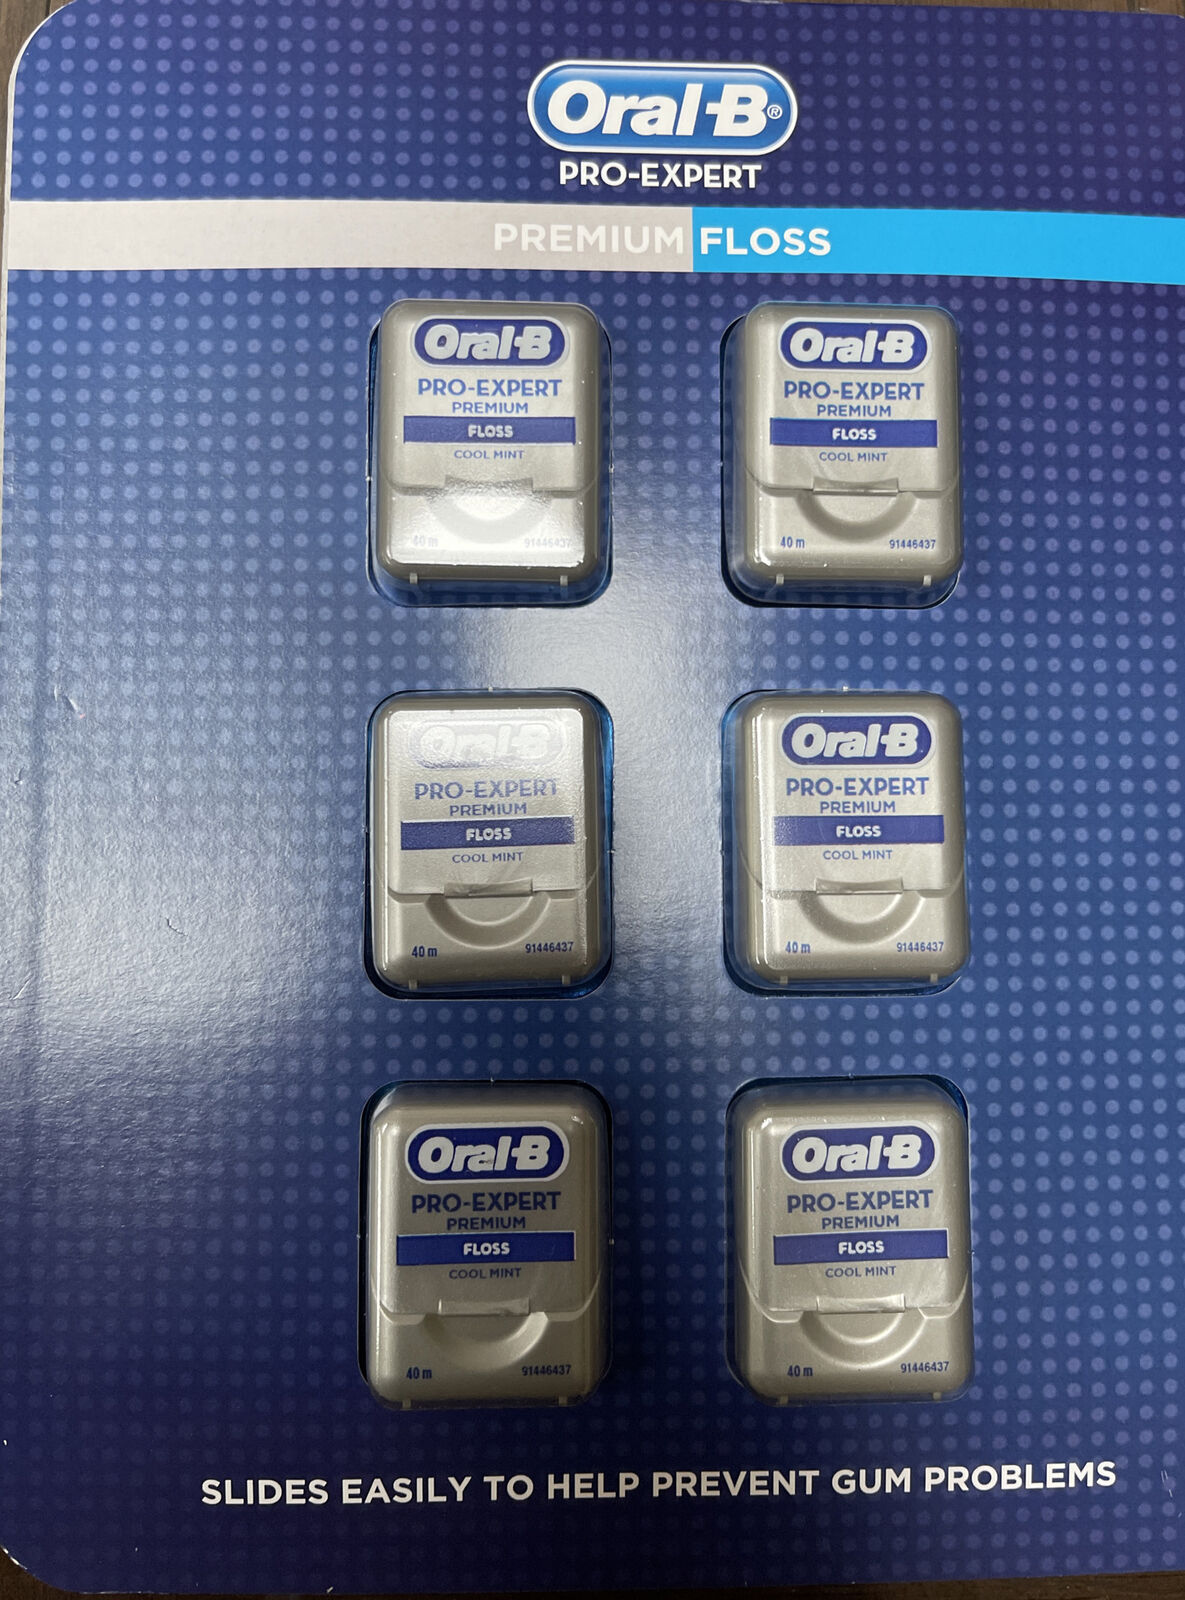 Oral-B®
PRO-EXPERT
PREMIUM FLOSS
Oral-B
PRO-EXPERT
PREMIUM
FLOSS
COOL MINT
40 m 91446437
Oral-B
PRO-EXPERT
PREMIUM
FLOSS
COOL MINT
40 m 91446437
Oral-B
PRO-EXPERT
PREMIUM
FLOSS
COOL MINT
40 m 91446437
Oral-B
PRO-EXPERT
PREMIUM
FLOSS
COOL MINT
40 m 91446437
Oral-B
PRO-EXPERT
PREMIUM
FLOSS
COOL MINT
40 m 91446437
Oral-B
PRO-EXPERT
PREMIUM
FLOSS
COOL MINT
40 m 91446437
SLIDES EASILY TO HELP PREVENT GUM PROBLEMS